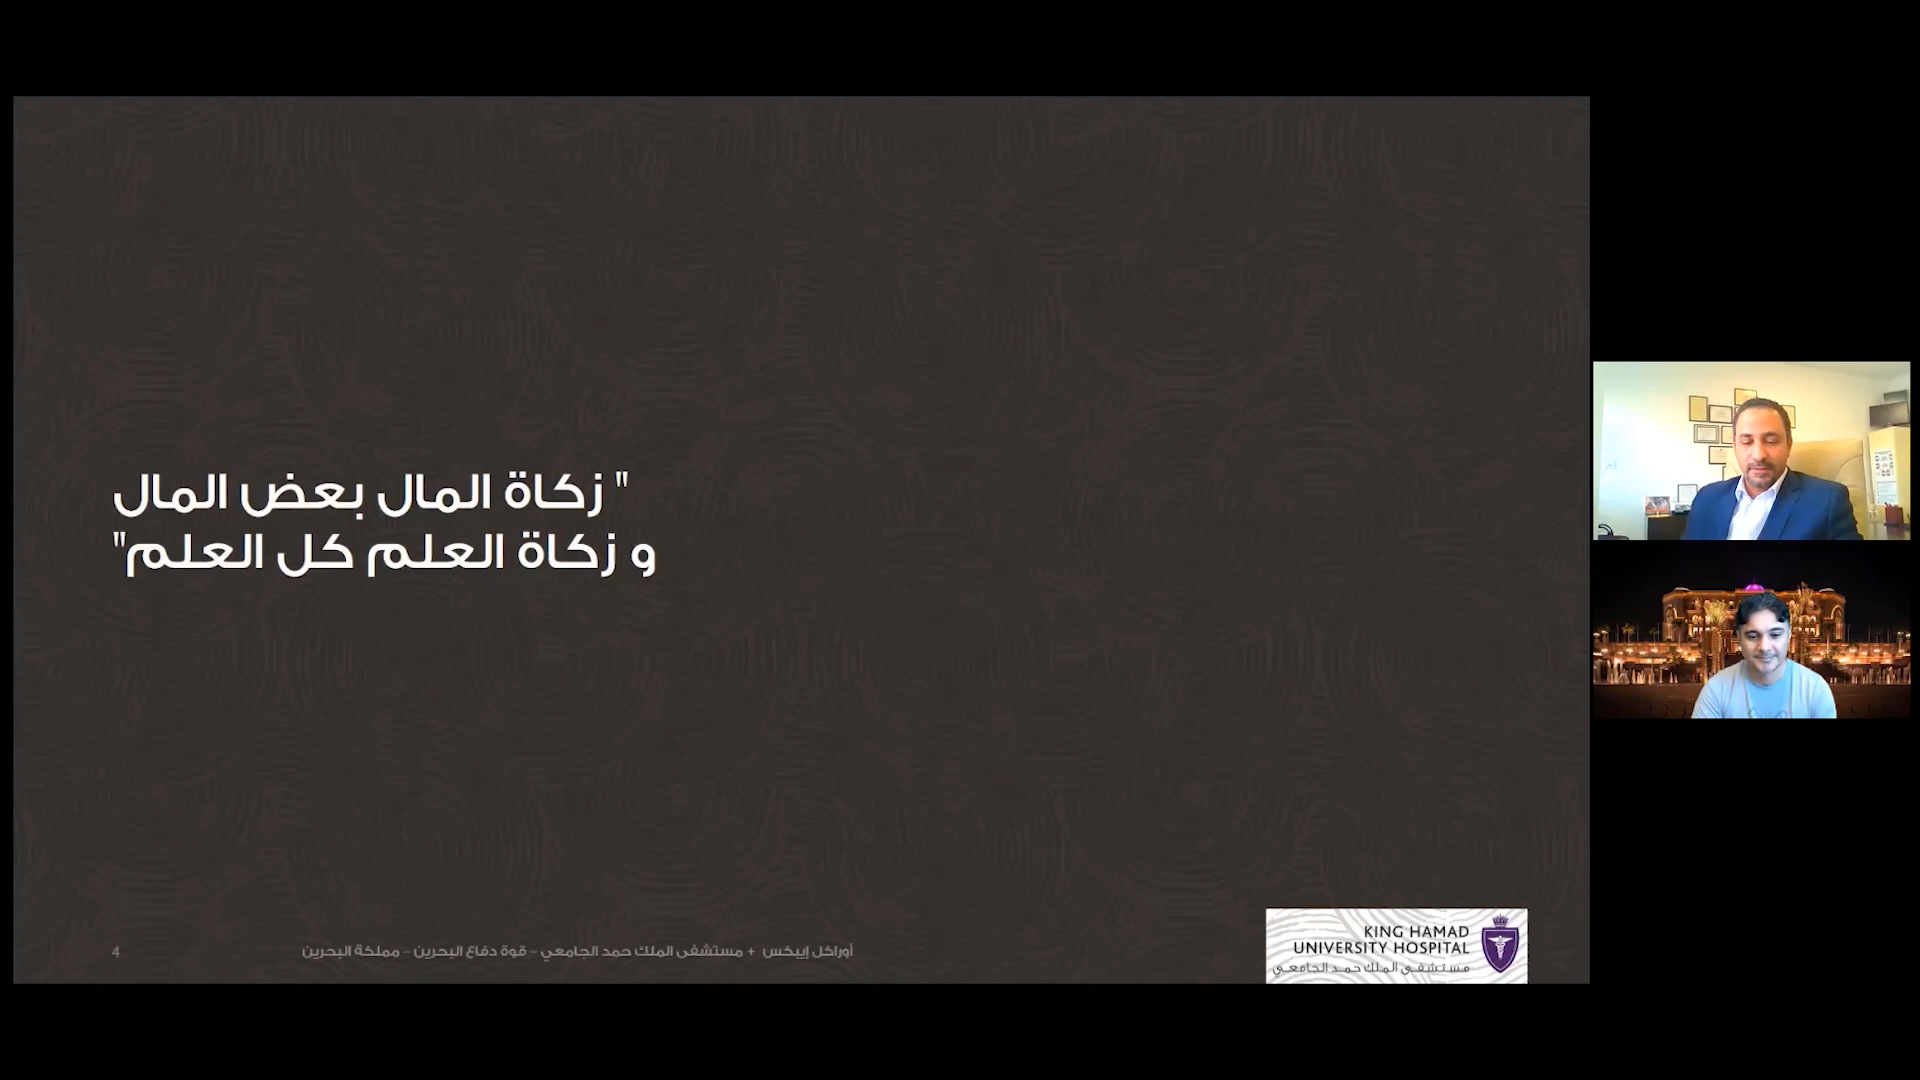 " زكاة المال بعض المال
و زكاة العلم كل العلم"
4
أوراكل إيبكس + مستشفى الملك حمد الجامعي – قوة دفاع البحرين – مملكة البحرين
KING HAMAD
UNIVERSITY HOSPITAL
مستشفى الملك حمد الجامعي